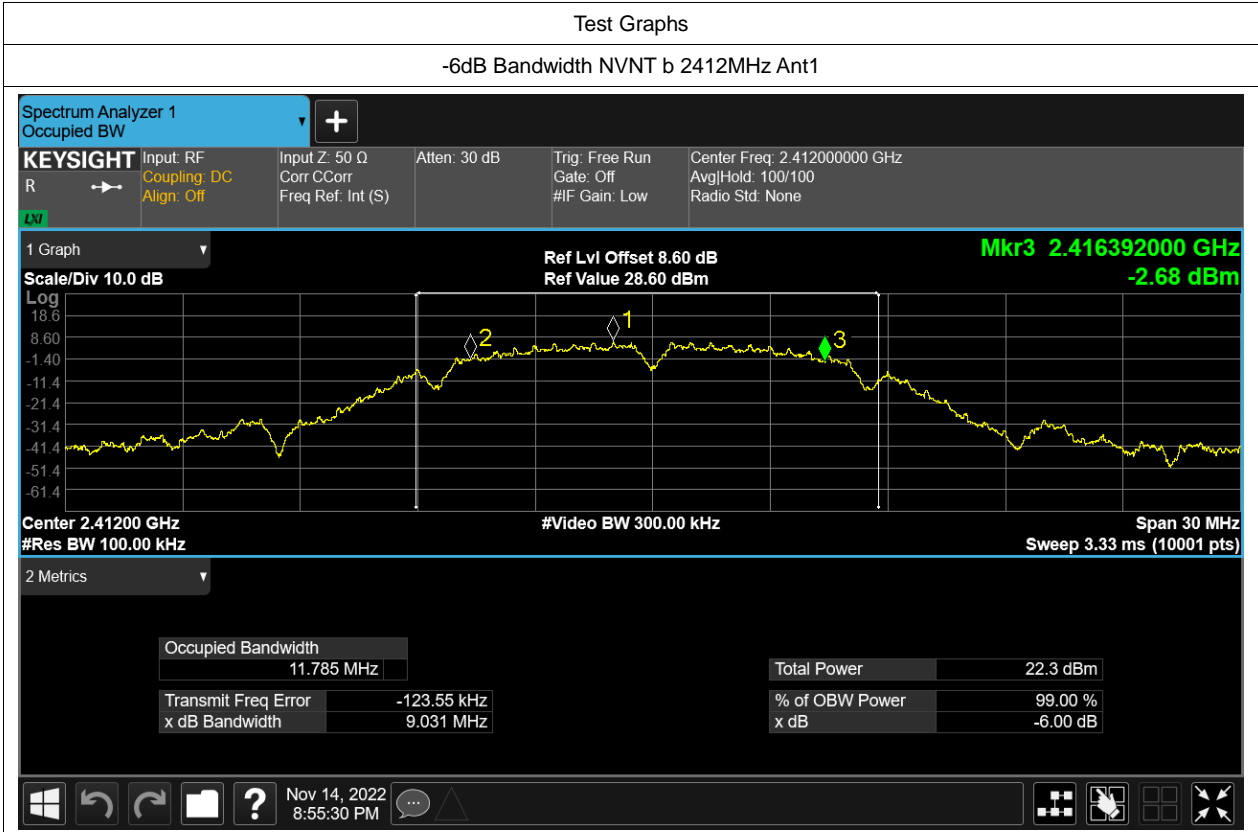 Test Graphs
-6dB Bandwidth NVNT b 2412MHz Ant1
Spectrum Analyzer 1
Occupied BW
KEYSIGHT
R
LXI
Input: RF
Coupling: DC
Align: Off
Input Z: 50 Ω
Corr CCorr
Freq Ref: Int (S)
Atten: 30 dB
Trig: Free Run
Gate: Off
#IF Gain: Low
Center Freq: 2.412000000 GHz
Avg|Hold: 100/100
Radio Std: None
1 Graph
Scale/Div 10.0 dB
Ref Lvl Offset 8.60 dB
Ref Value 28.60 dBm
Mkr3 2.416392000 GHz
-2.68 dBm
Log
18.6
8.60
-1.40
-11.4
-21.4
-31.4
-41.4
-51.4
-61.4
2
1
3
Center 2.41200 GHz
#Res BW 100.00 kHz
#Video BW 300.00 kHz
Span 30 MHz
Sweep 3.33 ms (10001 pts)
2 Metrics
Occupied Bandwidth
11.785 MHz
Transmit Freq Error -123.55 kHz
x dB Bandwidth 9.031 MHz
Total Power 22.3 dBm
% of OBW Power 99.00 %
x dB -6.00 dB
?
Nov 14, 2022
8:55:30 PM